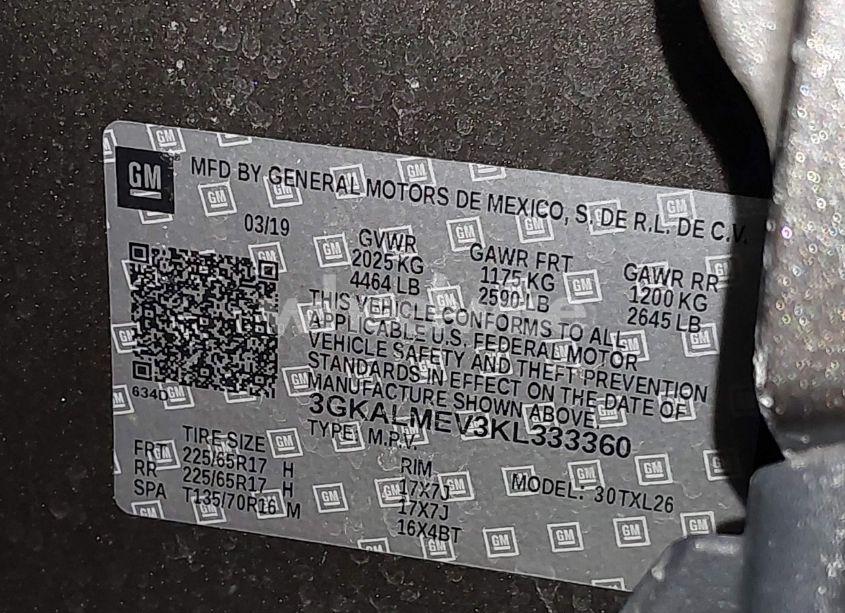 GM
MFD BY GENERAL MOTORS DE MEXICO, S. DE R.L. DE C.V.
03/19
GVWR GAWR FRT GAWR RR
2025 KG 1175 KG 1200 KG
4464 LB 2590 LB 2645 LB
THIS VEHICLE CONFORMS TO ALL
APPLICABLE U.S. FEDERAL MOTOR
VEHICLE SAFETY AND THEFT PREVENTION
STANDARDS IN EFFECT ON THE DATE OF
MANUFACTURE SHOWN ABOVE.
634D
3GKALMEV3KL333360
TYPE: M.P.V.
TIRE SIZE RIM MODEL: 30TXL26
FRT 225/65R17 H 17X7J
RR 225/65R17 H 17X7J
SPA T135/70R16 M 16X4BT